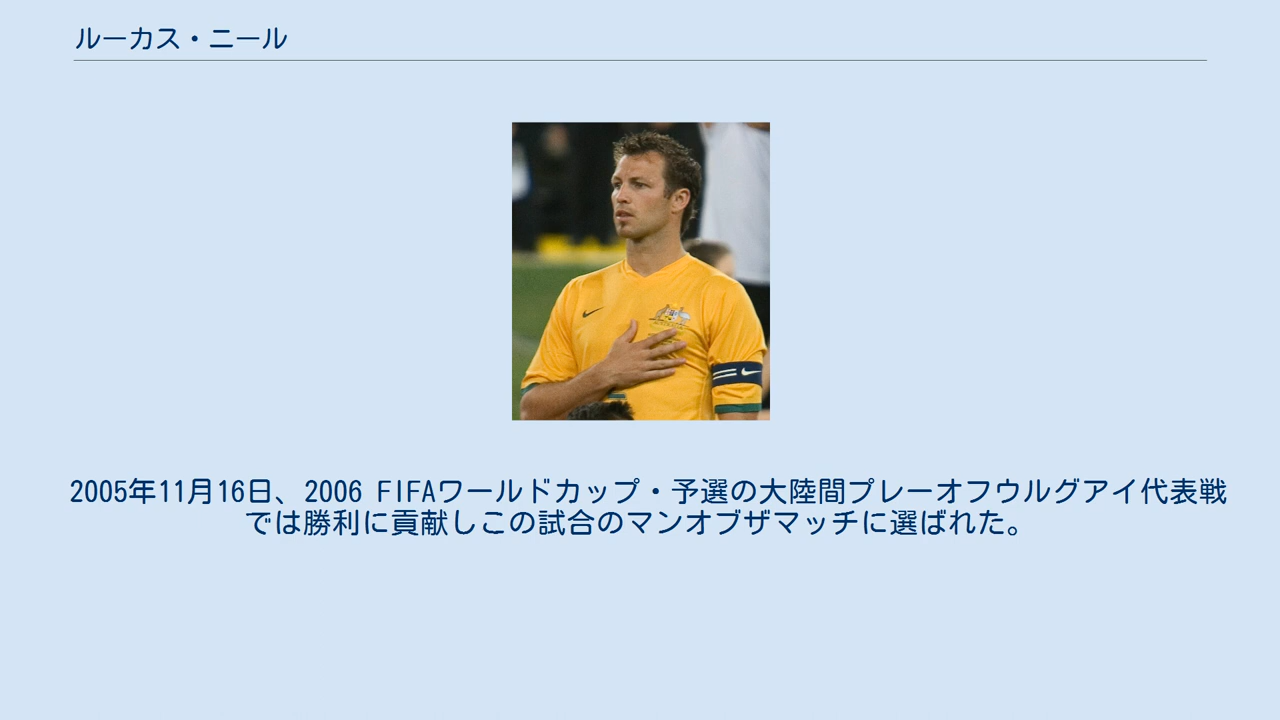 ルーカス・ニール
2005年11月16日、2006 FIFAワールドカップ・予選の大陸間プレーオフウルグアイ代表戦
では勝利に貢献しこの試合のマンオブザマッチに選ばれた。